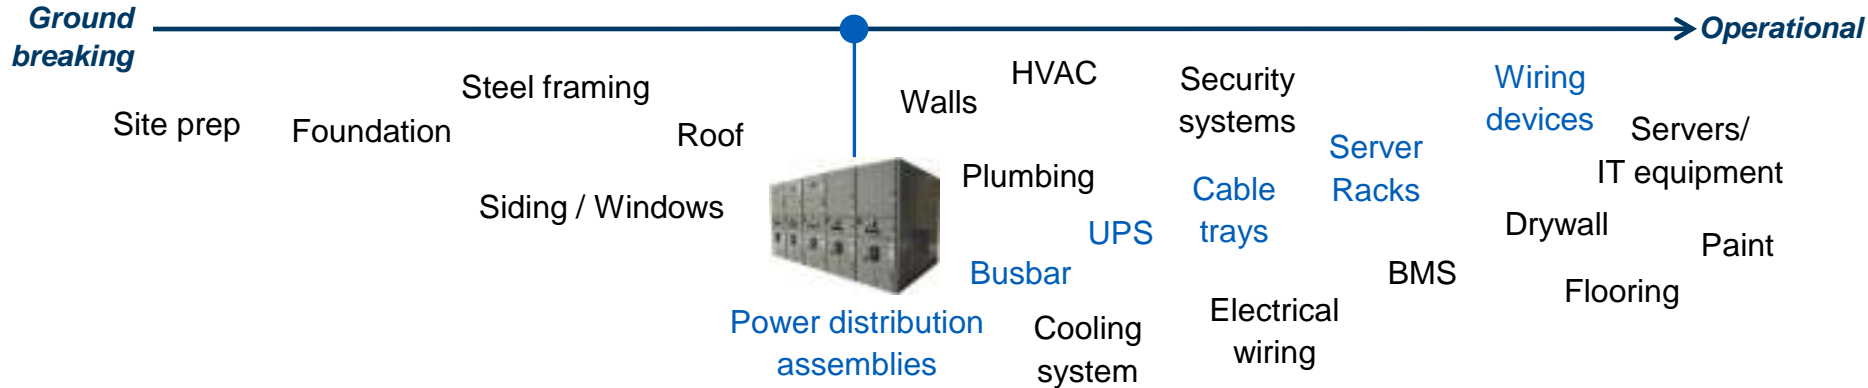 Ground
breaking
Operational
Site prep
Foundation
Steel framing
Siding / Windows
Roof
Power distribution
assemblies
Walls
HVAC
Plumbing
Busbar
UPS
Cooling
system
Security
systems
Cable
trays
Electrical
wiring
Server
Racks
BMS
Wiring
devices
Drywall
Flooring
Servers/
IT equipment
Paint